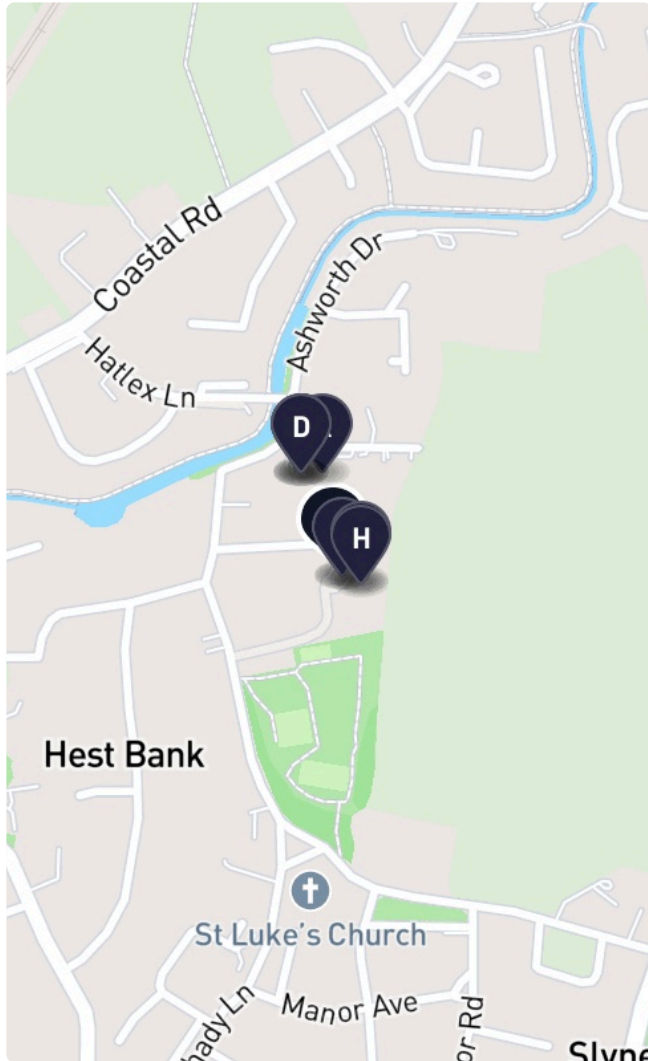 Coastal Rd
Ashworth Dr
Hatlex Ln
D
H
Hest Bank
St Luke's Church
Manor Ave